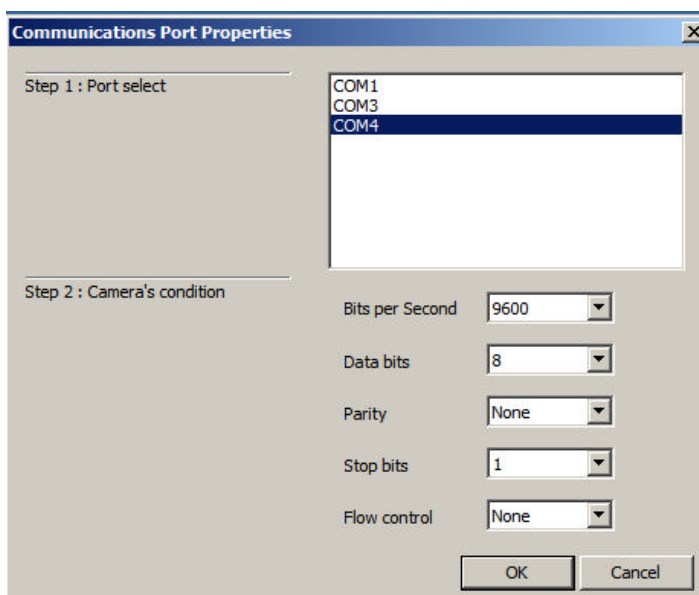 Communications Port Properties
Step 1 : Port select
COM1
COM3
COM4
Step 2 : Camera's condition
Bits per Second 9600
Data bits 8
Parity None
Stop bits 1
Flow control None
OK Cancel